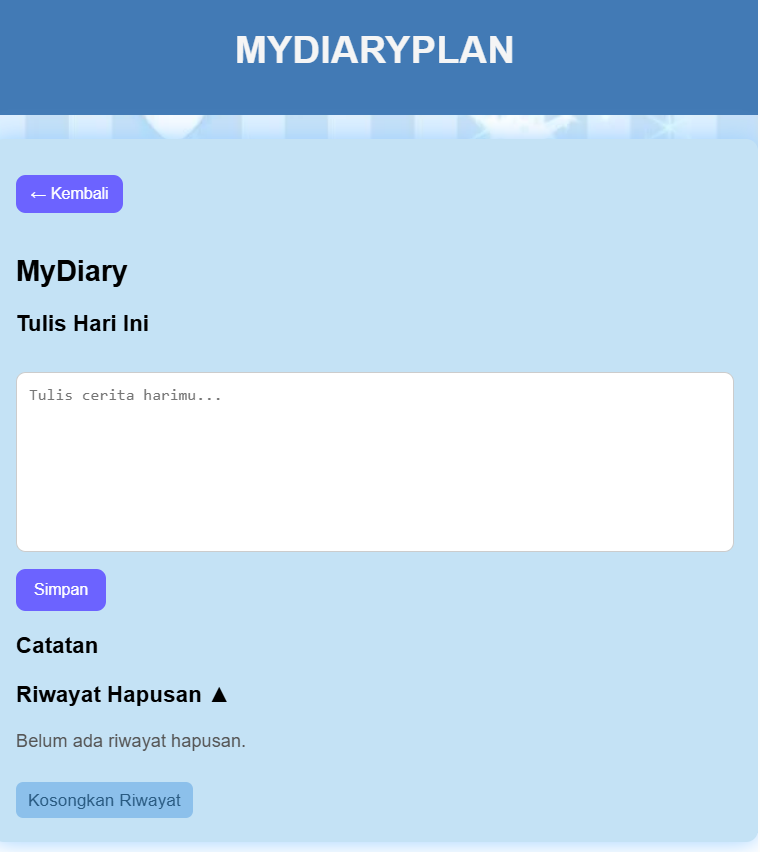 MYDIARYPLAN
← Kembali
MyDiary
Tulis Hari Ini
Tulis cerita harimu...
Simpan
Catatan
Riwayat Hapusan ▲
Belum ada riwayat hapusan.
Kosongkan Riwayat